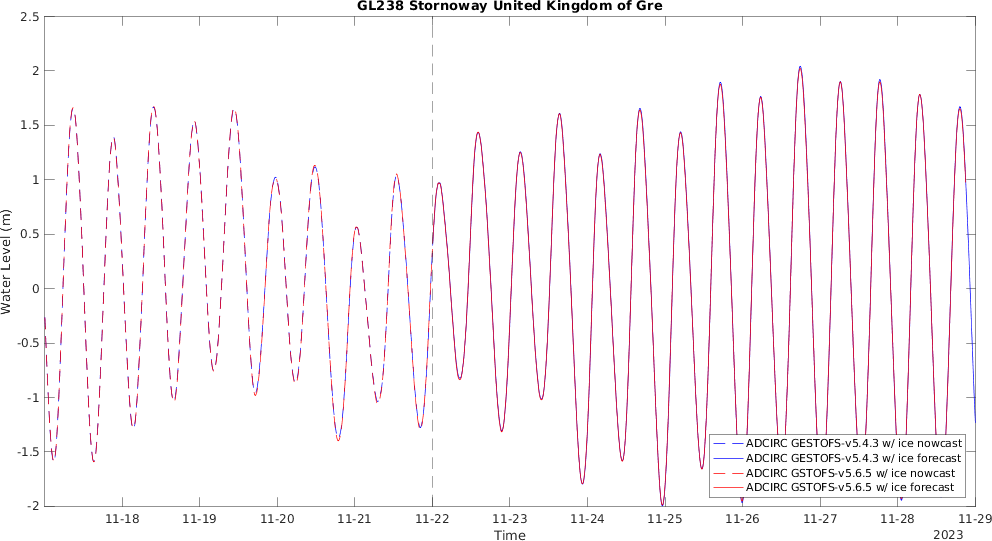 GL238 Stornoway United Kingdom of Gre
2.5
2
1.5
1
0.5
0
-0.5
-1
-1.5
-2
Water Level (m)
ADCIRC GESTOFS-v5.4.3 w/ ice nowcast
ADCIRC GESTOFS-v5.4.3 w/ ice forecast
ADCIRC GSTOFS-v5.6.5 w/ ice nowcast
ADCIRC GSTOFS-v5.6.5 w/ ice forecast
11-18 11-19 11-20 11-21 11-22 11-23 11-24 11-25 11-26 11-27 11-28 11-29
Time 2023